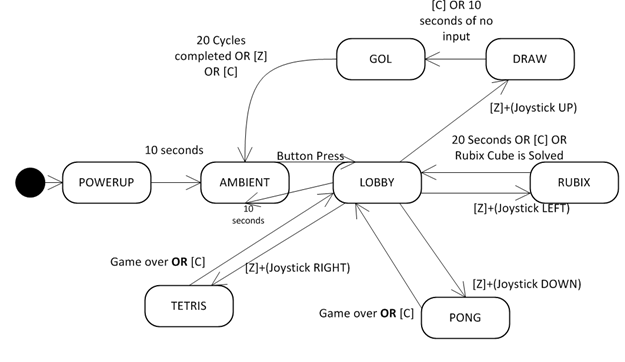 [C] OR 10
seconds of no
input
20 Cycles
completed OR [Z]
OR [C]
GOL
DRAW
[Z]+(Joystick UP)
10 seconds
Button Press
20 Seconds OR [C] OR
Rubix Cube is Solved
POWERUP
AMBIENT
LOBBY
RUBIX
10
seconds
[Z]+(Joystick LEFT)
Game over OR [C]
[Z]+(Joystick RIGHT)
[Z]+(Joystick DOWN)
TETRIS
Game over OR [C]
PONG